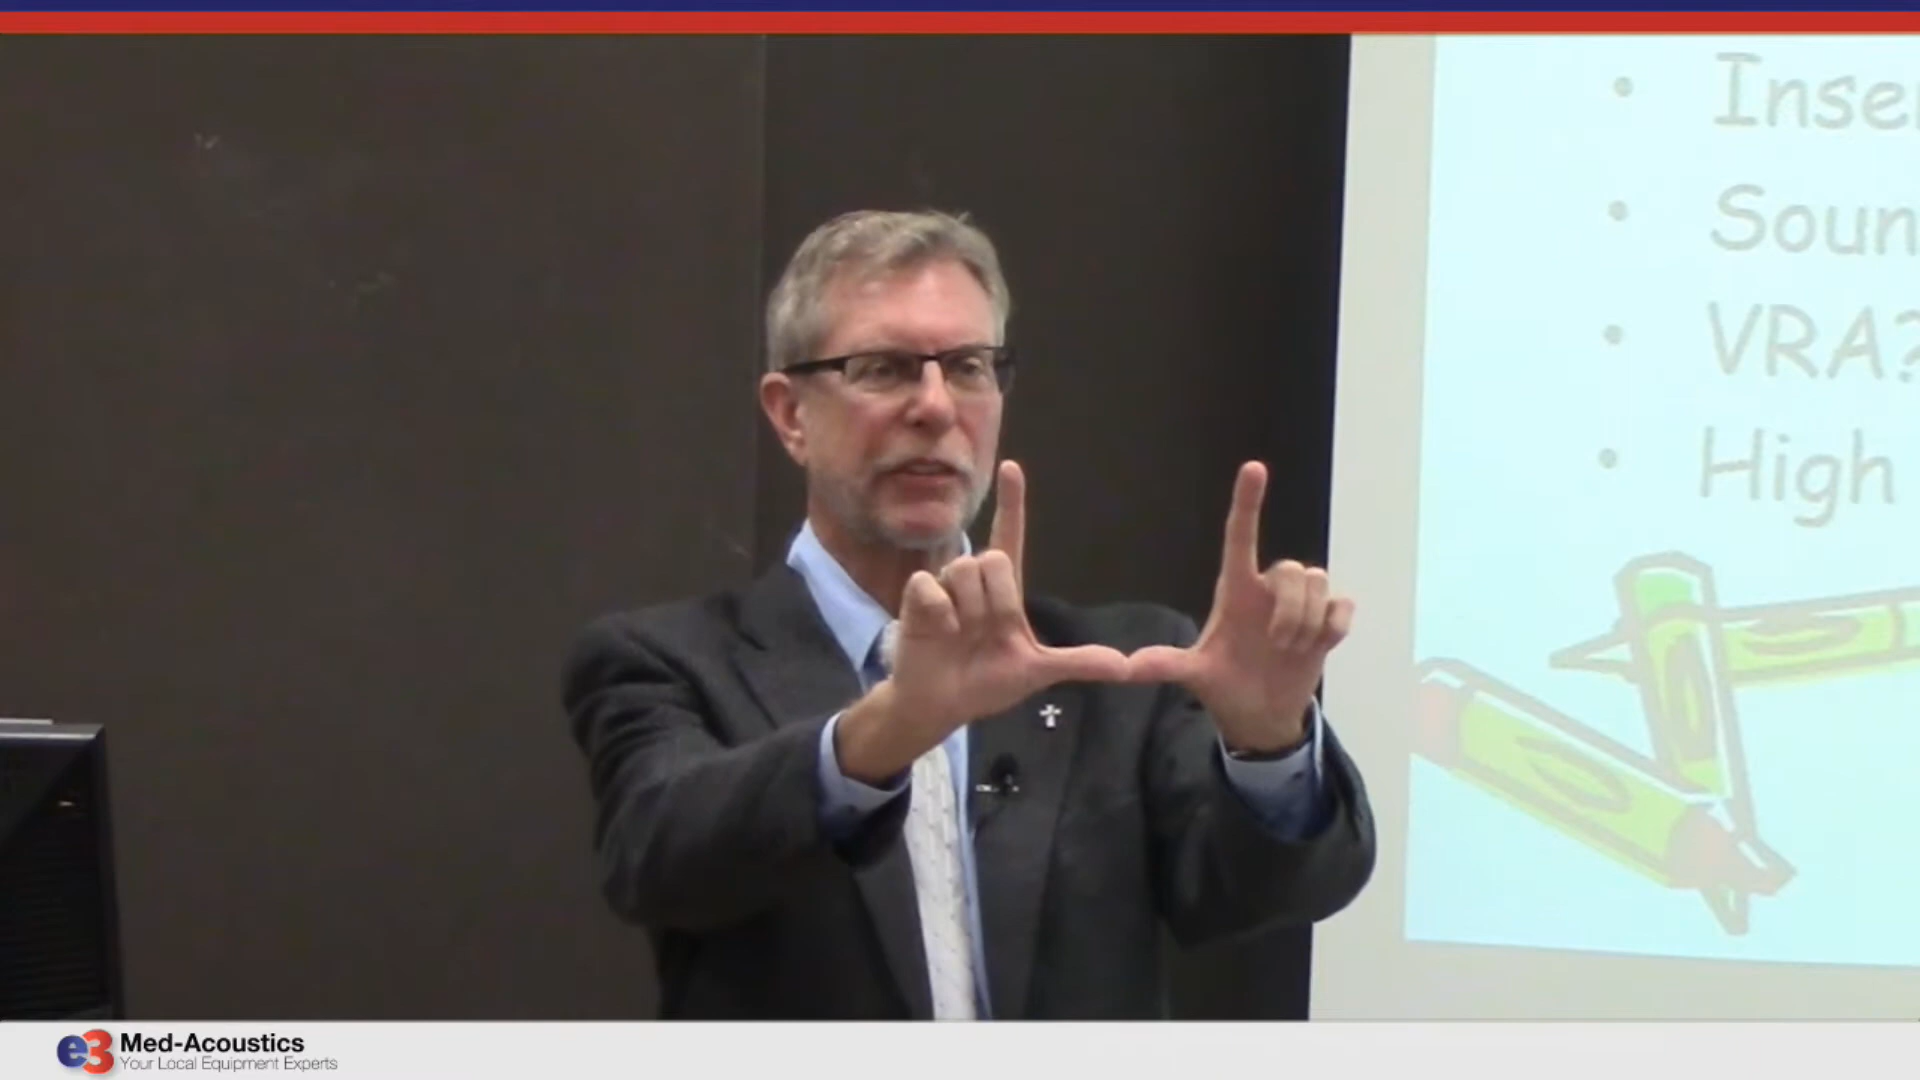 Inse
Soun
VRA?
High
e3 Med-Acoustics
Your Local Equipment Experts